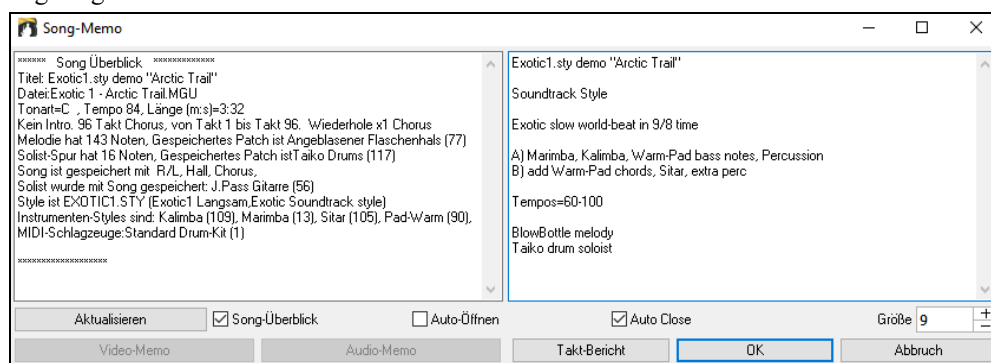 Song-Memo
****** Song Überblick *************
Titel: Exotic1.sty demo "Arctic Trail"
Datei:Exotic 1 - Arctic Trail.MGU
Tonart=C , Tempo 84, Länge (m:s)=3:32
Kein Intro. 96 Takt Chorus, von Takt 1 bis Takt 96. Wiederhole x1 Chorus
Melodie hat 143 Noten, Gespeichertes Patch ist Angeblasener Flaschenhals (77)
Solist-Spur hat 16 Noten, Gespeichertes Patch istTaiko Drums (117)
Song ist gespeichert mit R/L, Hall, Chorus,
Solist wurde mit Song gespeichert: J.Pass Gitarre (56)
Style ist EXOTIC1.STY (Exotic1 Langsam,Exotic Soundtrack style)
Instrumenten-Styles sind: Kalimba (109), Marimba (13), Sitar (105), Pad-Warm (90),
MIDI-Schlagzeuge:Standard Drum-Kit (1)
*******************
Exotic1.sty demo "Arctic Trail"
Soundtrack Style
Exotic slow world-beat in 9/8 time
A) Marimba, Kalimba, Warm-Pad bass notes, Percussion
B) add Warm-Pad chords, Sitar, extra perc
Tempos=60-100
BlowBottle melody
Taiko drum soloist
Aktualisieren Song-Überblick Auto-Öffnen Auto Close Größe 9
Video-Memo Audio-Memo Takt-Bericht OK Abbruch